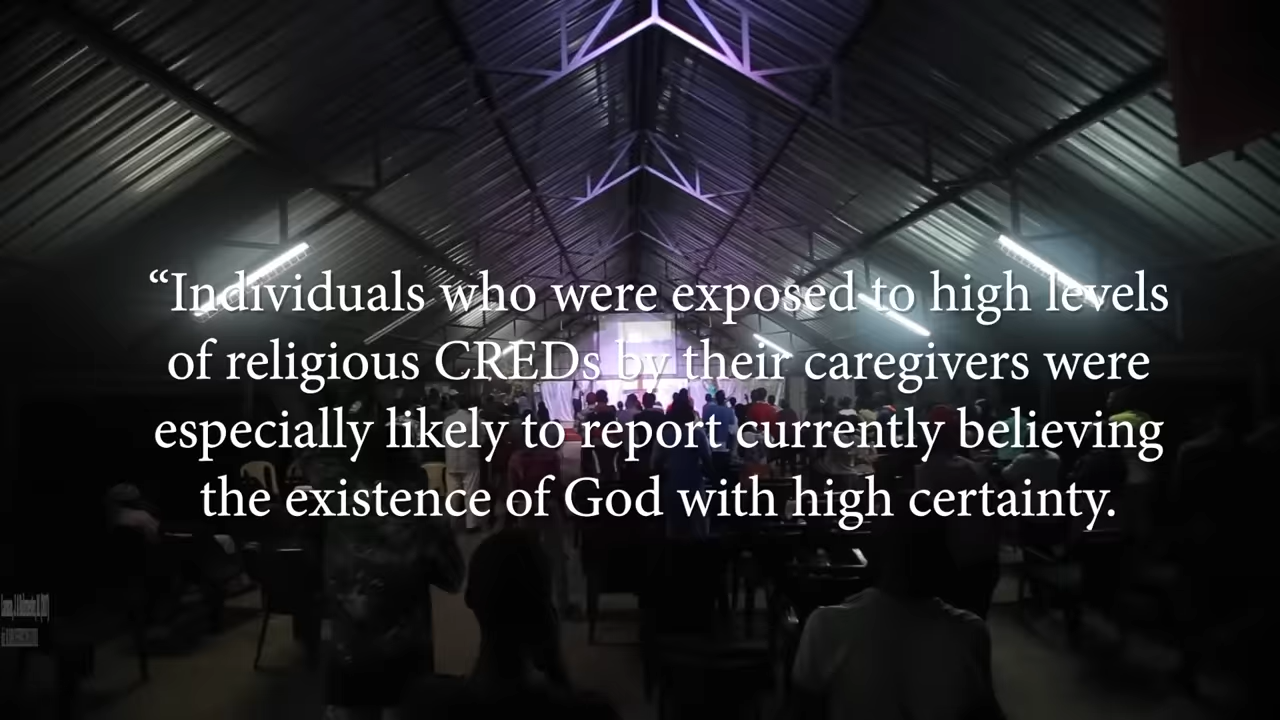 “Individuals who were exposed to high levels
of religious CREDs by their caregivers were
especially likely to report currently believing
the existence of God with high certainty.